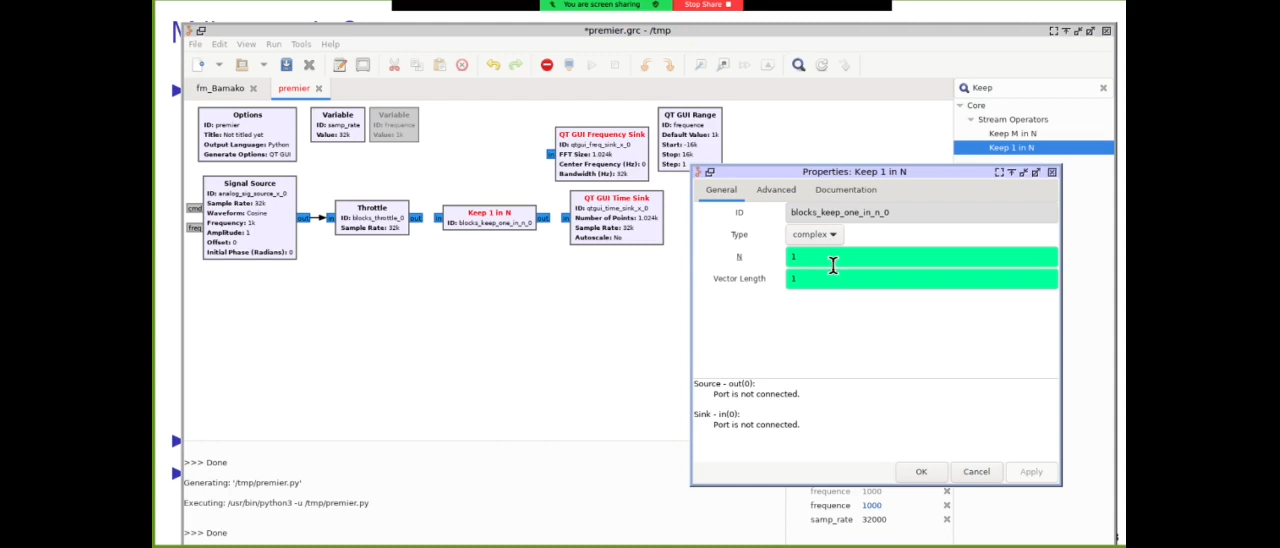 You are screen sharing
Stop Share
*premier.grc - /tmp
File Edit View Run Tools Help
fm_Bamako
premier
Keep
Core
Stream Operators
Keep M in N
Keep 1 in N
Options
ID: premier
Title: Not titled yet
Output Language: Python
Generate Options: QT GUI
Variable
ID: samp_rate
Value: 32k
Variable
ID: frequence
Value: 1k
QT GUI Frequency Sink
ID: qtgui_freq_sink_x_0
FFT Size: 1.024k
Center Frequency (Hz): 0
Bandwidth (Hz): 32k
in
QT GUI Range
ID: frequence
Default Value: 1k
Start: -16k
Stop: 16k
Step: 1
Signal Source
ID: analog_sig_source_x_0
Sample Rate: 32k
Waveform: Cosine
Frequency: 1k
Amplitude: 1
Offset: 0
Initial Phase (Radians): 0
cmd
freq
out
in
Throttle
ID: blocks_throttle_0
Sample Rate: 32k
out
in
Keep 1 in N
ID: blocks_keep_one_in_n_0
out
in
QT GUI Time Sink
ID: qtgui_time_sink_x_0
Number of Points: 1.024k
Sample Rate: 32k
Autoscale: No
Properties: Keep 1 in N
General Advanced Documentation
ID blocks_keep_one_in_n_0
Type complex
N 1
Vector Length 1
Source - out(0):
Port is not connected.
Sink - in(0):
Port is not connected.
OK Cancel Apply
>>> Done
Generating: '/tmp/premier.py'
Executing: /usr/bin/python3 -u /tmp/premier.py
>>> Done
frequence 1000
frequence 1000
samp_rate 32000